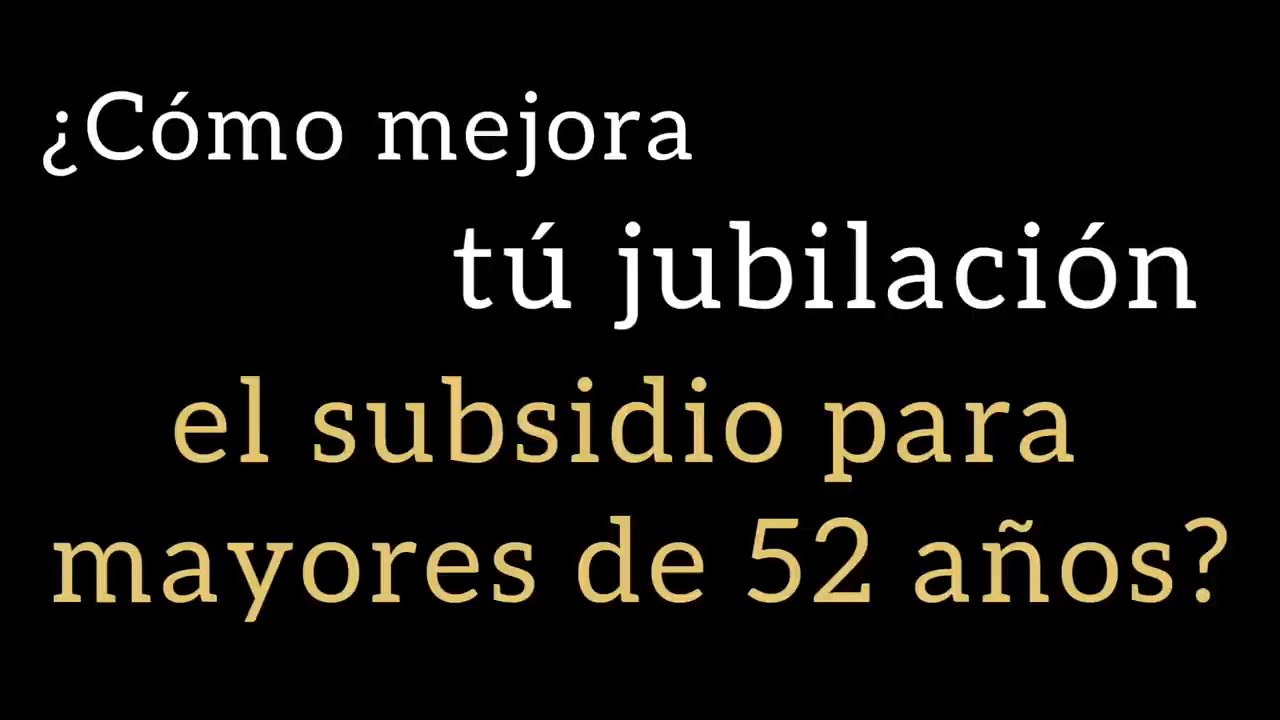 ¿Cómo mejora
tú jubilación
el subsidio para
mayores de 52 años?